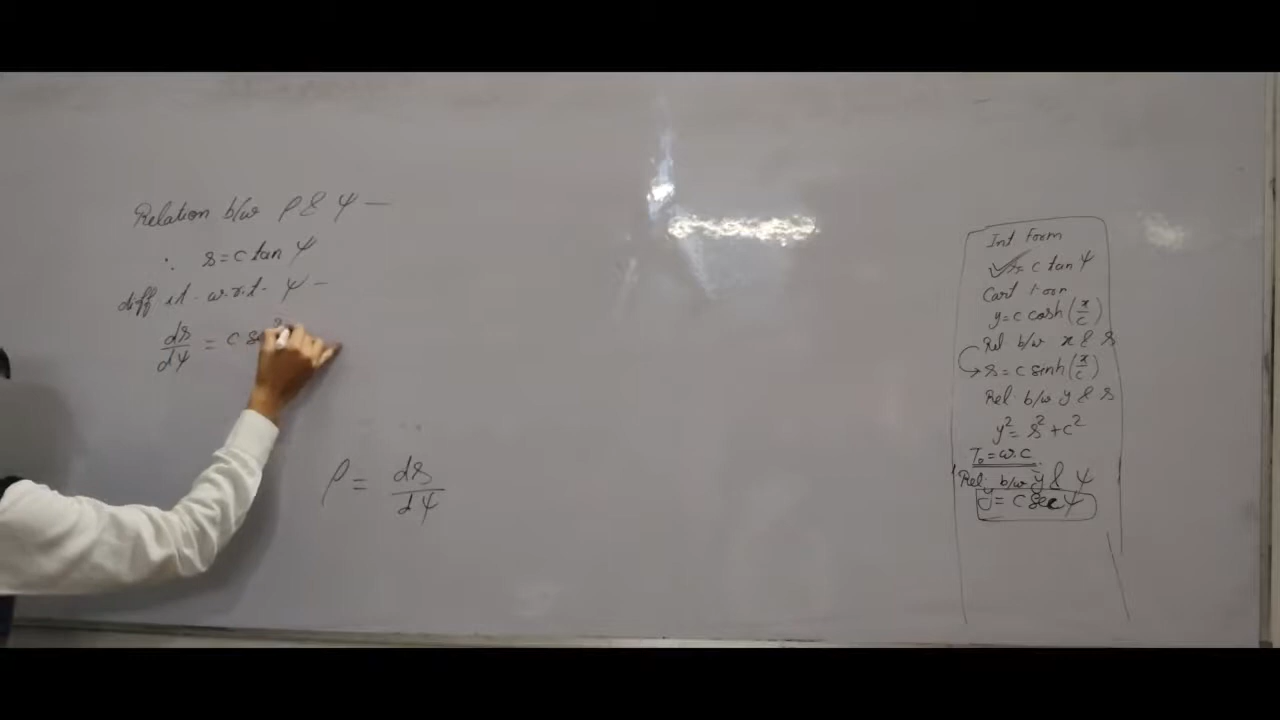 Relation b/w ρ & ψ —
∴ s = c tan ψ
diff it. w.r.t. ψ —
ds/dψ = c se
ρ = ds/dψ
Int Form
s = c tan ψ
Cart Form
y = c cosh (x/c)
Rel b/w x & s
→ s = c sinh (x/c)
Rel. b/w y & s
y² = s² + c²
T₀ = w.c
Rel. b/w y & ψ
y = c sec ψ